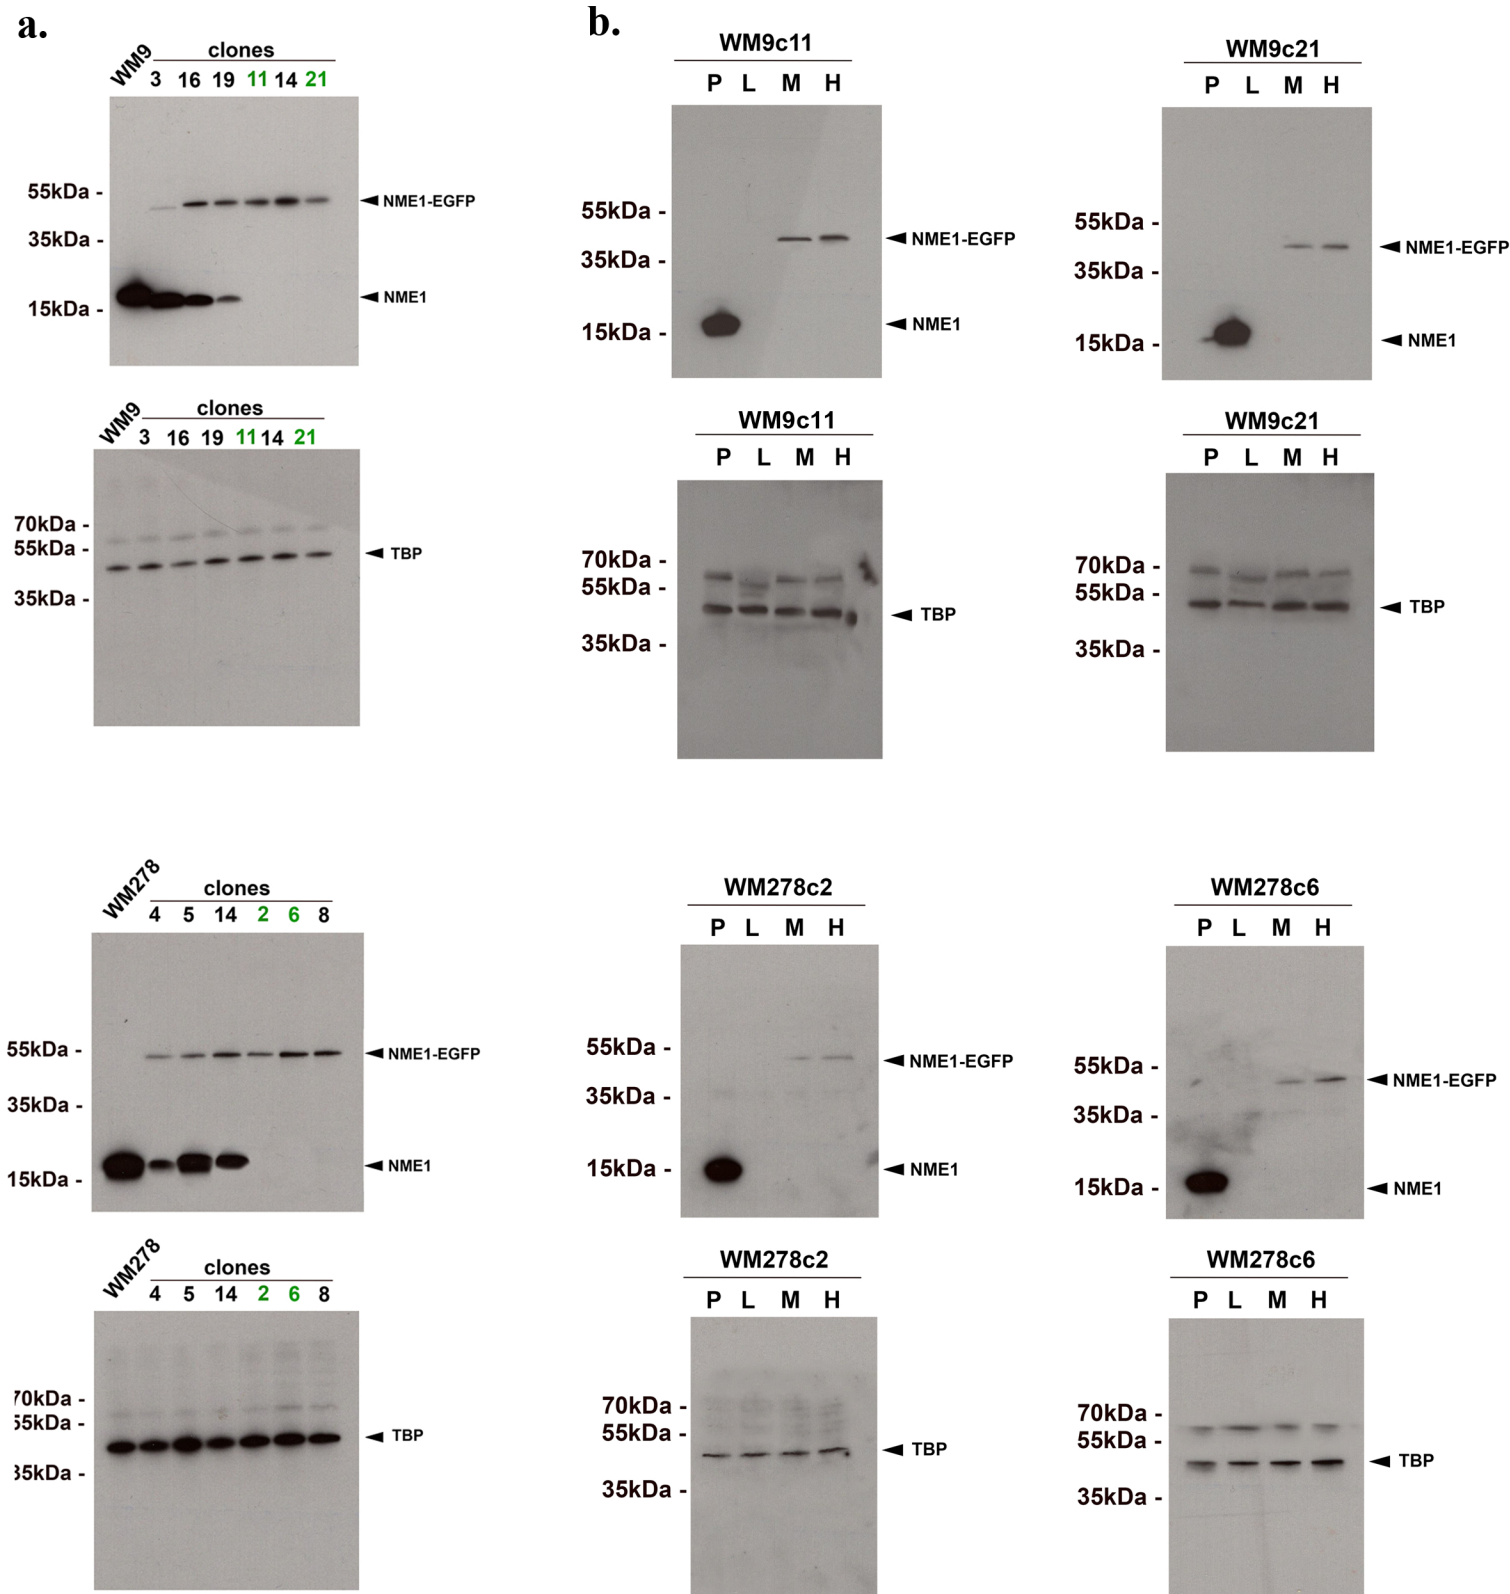 a.
WM9
clones
3 16 19 11 14 21
55kDa -
NME1-EGFP
35kDa -
NME1
15kDa -
WM9
clones
3 16 19 11 14 21
70kDa -
55kDa -
TBP
35kDa -
WM278
clones
4 5 14 2 6 8
55kDa -
NME1-EGFP
35kDa -
NME1
15kDa -
WM278
clones
4 5 14 2 6 8
70kDa -
55kDa -
TBP
35kDa -
b.
WM9c11
P L M H
55kDa -
NME1-EGFP
35kDa -
NME1
15kDa -
WM9c21
P L M H
55kDa -
NME1-EGFP
35kDa -
NME1
15kDa -
WM9c11
P L M H
70kDa -
55kDa -
TBP
35kDa -
WM9c21
P L M H
70kDa -
55kDa -
TBP
35kDa -
WM278c2
P L M H
55kDa -
NME1-EGFP
35kDa -
15kDa -
NME1
WM278c6
P L M H
55kDa -
NME1-EGFP
35kDa -
15kDa -
NME1
WM278c2
P L M H
70kDa -
55kDa -
TBP
35kDa -
WM278c6
P L M H
70kDa -
55kDa -
TBP
35kDa -